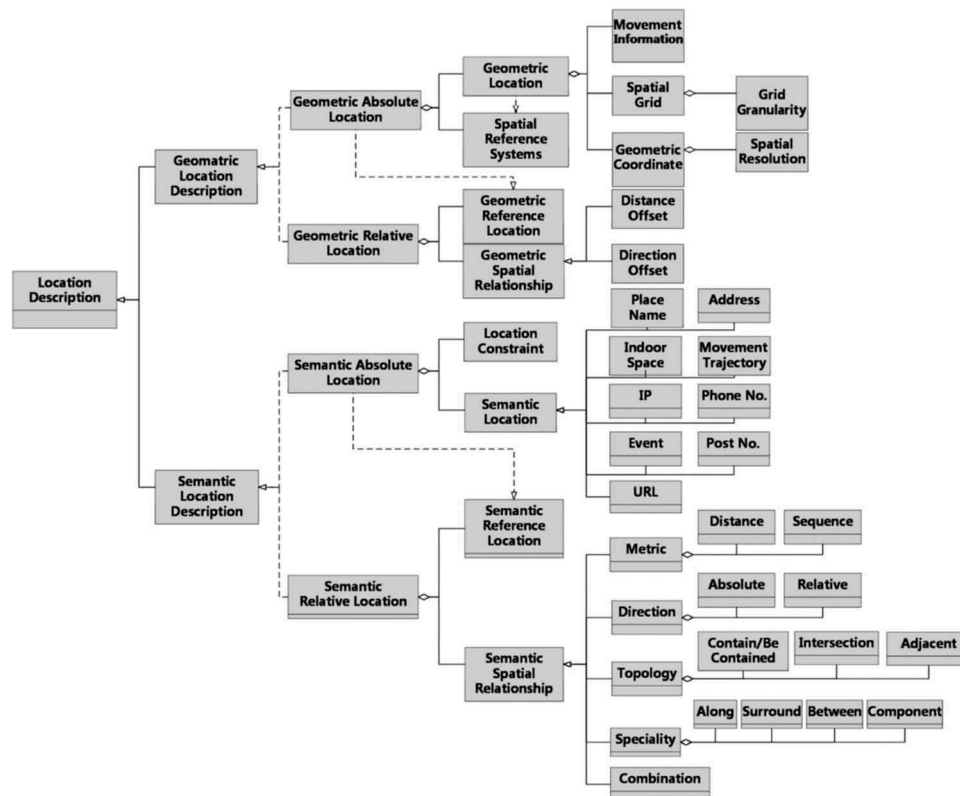 Location
Description
Geomatric
Location
Description
Semantic
Location
Description
Geometric Absolute
Location
Geometric Relative
Location
Semantic Absolute
Location
Semantic
Relative Location
Geometric
Location
Spatial
Reference
Systems
Geometric
Reference
Location
Geometric
Spatial
Relationship
Location
Constraint
Semantic
Location
Semantic
Reference
Location
Semantic
Spatial
Relationship
Movement
Information
Spatial
Grid
Grid
Granularity
Geometric
Coordinate
Spatial
Resolution
Distance
Offset
Direction
Offset
Place
Name
Address
Indoor
Space
Movement
Trajectory
IP
Phone No.
Event
Post No.
URL
Metric
Distance
Sequence
Direction
Absolute
Relative
Topology
Contain/Be
Contained
Intersection
Adjacent
Speciality
Along
Surround
Between
Component
Combination